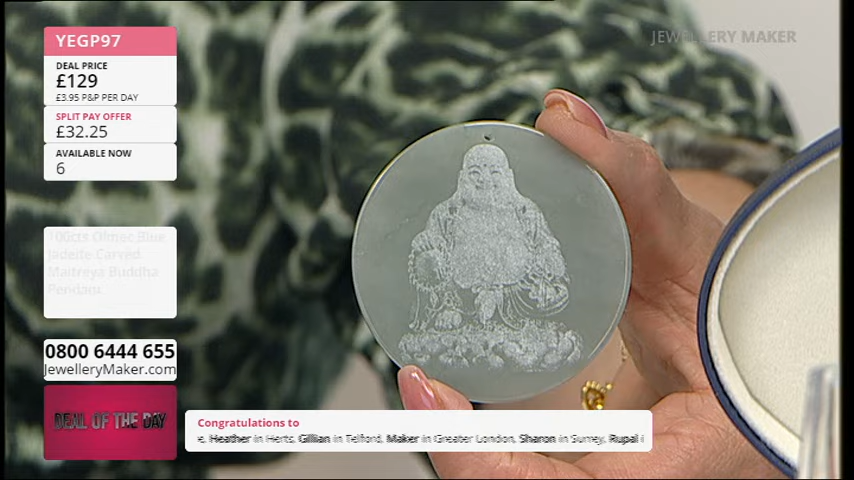 YEGP97
JEWELLERY MAKER
DEAL PRICE
£129
£3.95 P&P PER DAY
SPLIT PAY OFFER
£32.25
AVAILABLE NOW
6
100cts Olmec Blue
Jadeite Carved
Maitreya Buddha
Pendant
0800 6444 655
JewelleryMaker.com
DEAL OF THE DAY
Congratulations to
e, Heather in Herts, Gillian in Telford, Maker in Greater London, Sharon in Surrey, Rupal i